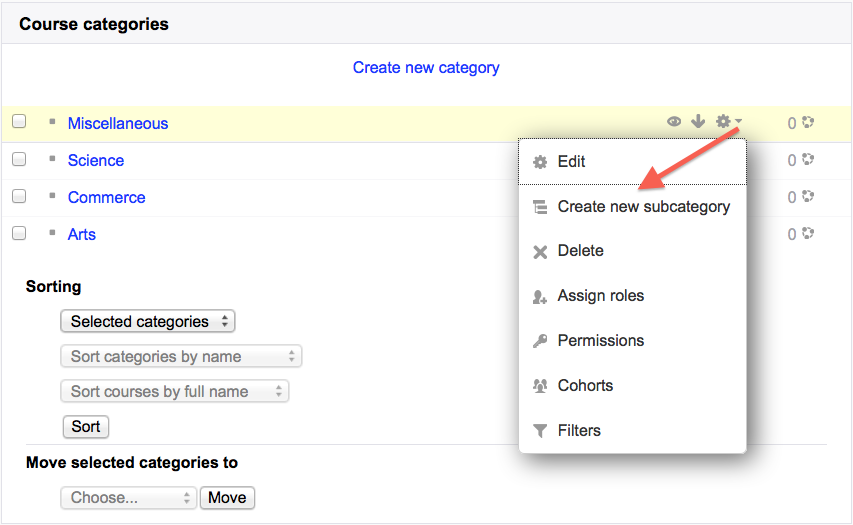 Course categories
Create new category
Miscellaneous 0
Edit
Science 0
Commerce 0
Create new subcategory
Arts 0
Delete
Sorting
Assign roles
Selected categories
Permissions
Sort categories by name
Sort courses by full name
Cohorts
Sort
Filters
Move selected categories to
Choose... Move